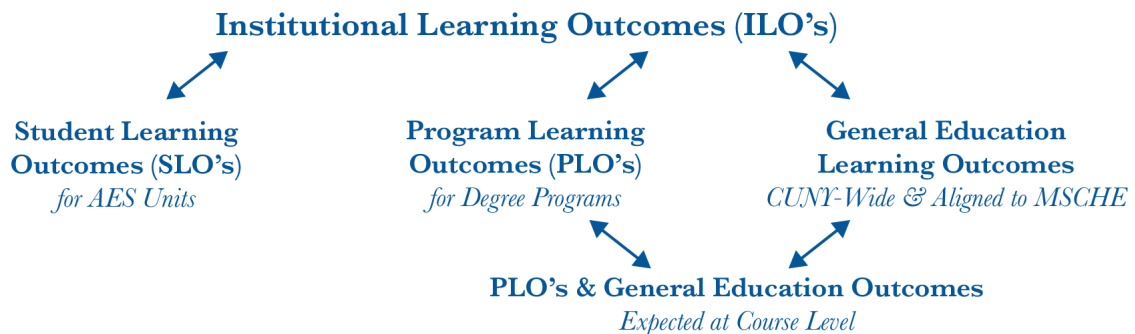 Institutional Learning Outcomes (ILO's)
Student Learning
Outcomes (SLO's)
for AES Units
Program Learning
Outcomes (PLO's)
for Degree Programs
General Education
Learning Outcomes
CUNY-Wide & Aligned to MSCHE
PLO's & General Education Outcomes
Expected at Course Level